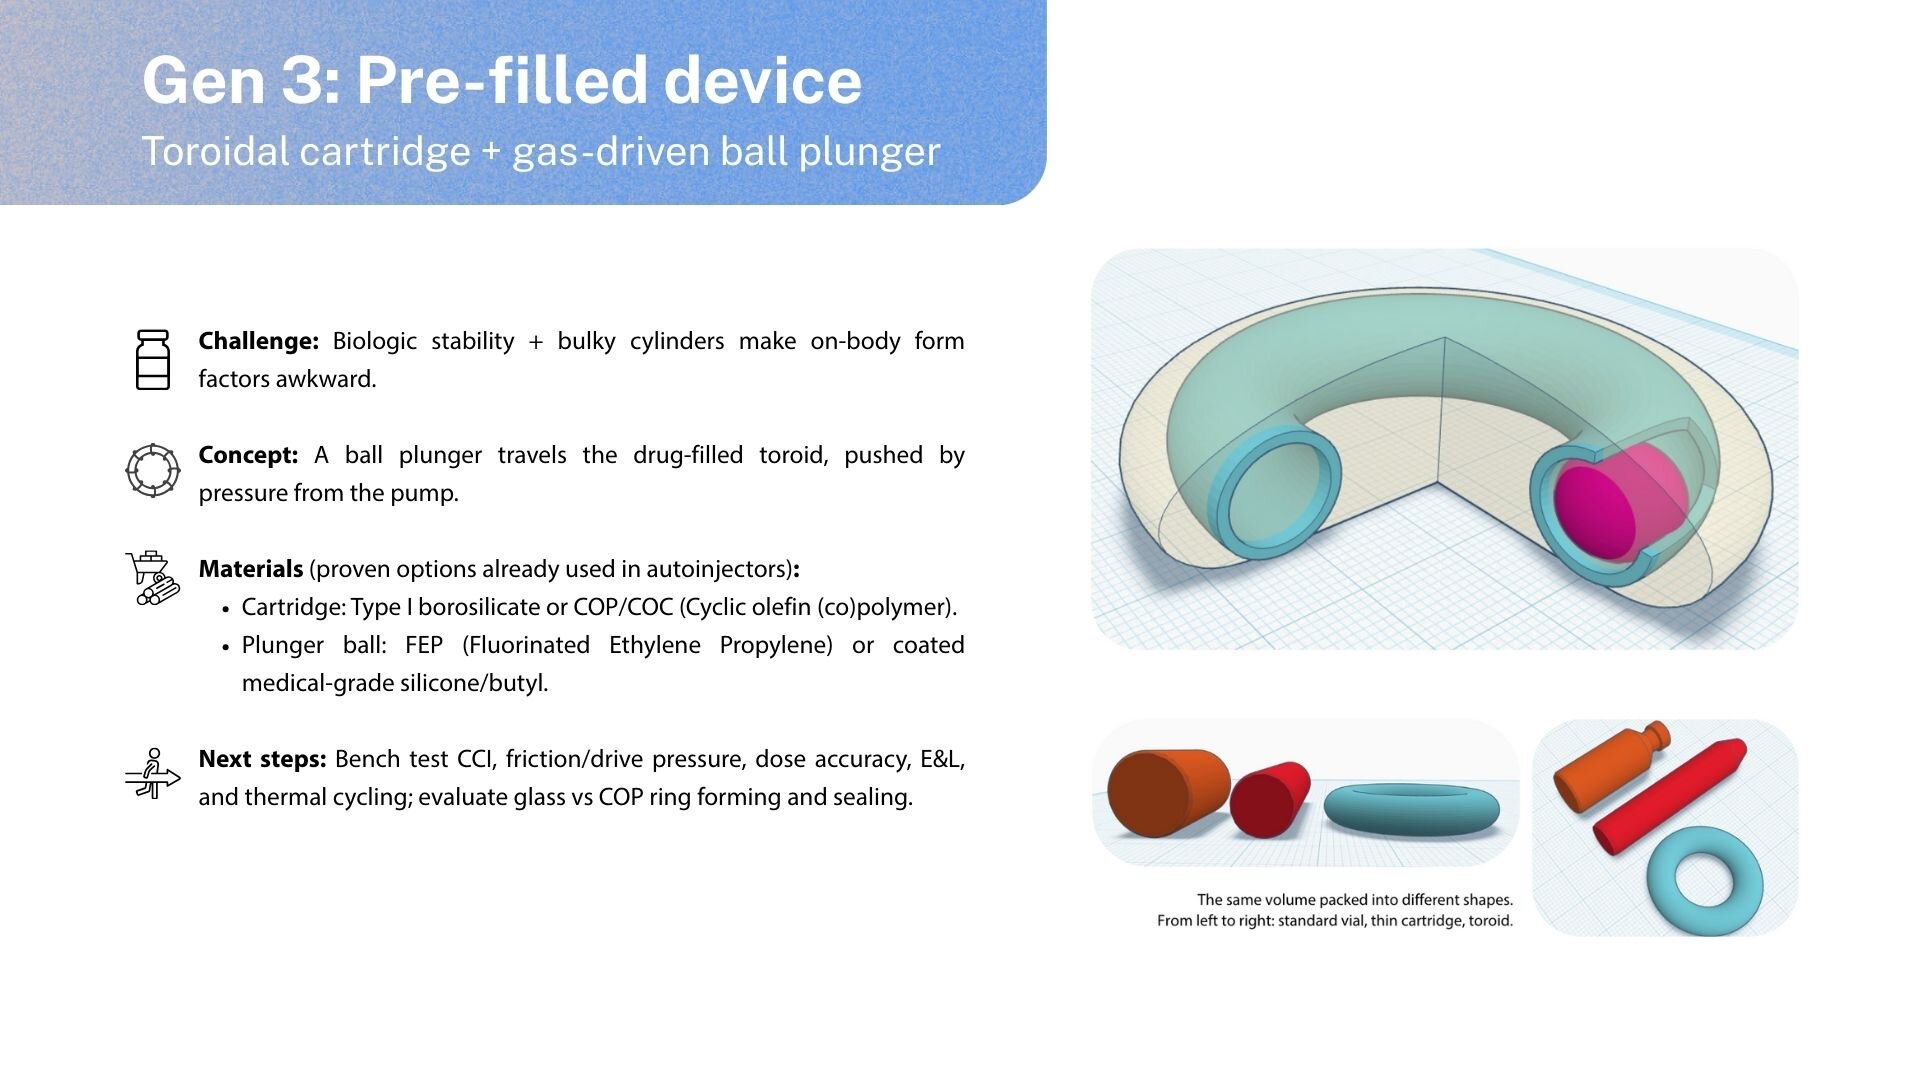 Gen 3: Pre-filled device
Toroidal cartridge + gas-driven ball plunger
Challenge: Biologic stability + bulky cylinders make on-body form
factors awkward.
Concept: A ball plunger travels the drug-filled toroid, pushed by
pressure from the pump.
Materials (proven options already used in autoinjectors):
• Cartridge: Type I borosilicate or COP/COC (Cyclic olefin (co)polymer).
• Plunger ball: FEP (Fluorinated Ethylene Propylene) or coated
medical-grade silicone/butyl.
Next steps: Bench test CCI, friction/drive pressure, dose accuracy, E&L,
and thermal cycling; evaluate glass vs COP ring forming and sealing.
The same volume packed into different shapes.
From left to right: standard vial, thin cartridge, toroid.